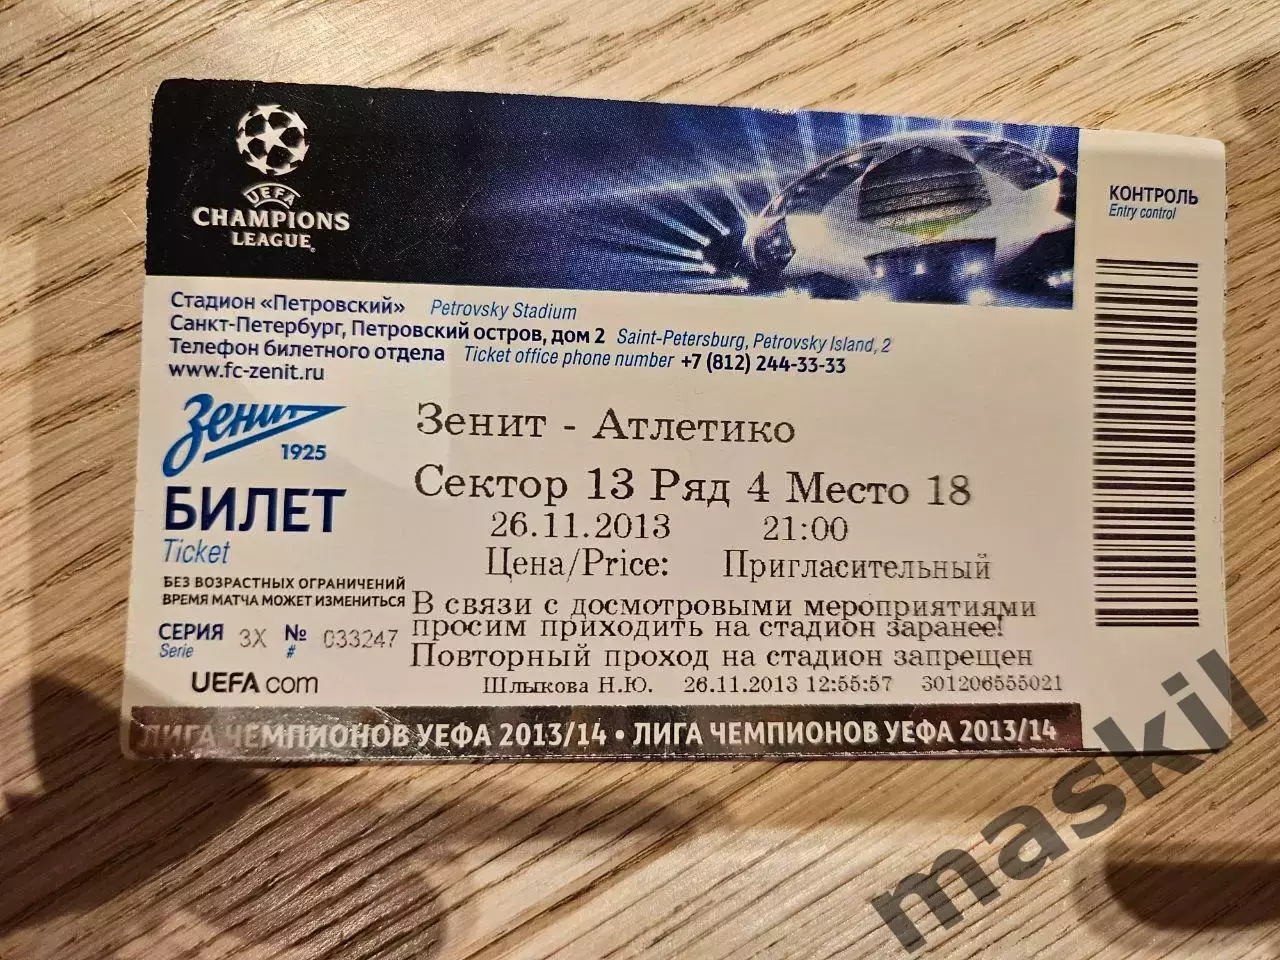 UEFA
CHAMPIONS
LEAGUE
КОНТРОЛЬ
Entry control
Стадион «Петровский» Petrovsky Stadium
Санкт-Петербург, Петровский остров, дом 2 Saint-Petersburg, Petrovsky Island, 2
Телефон билетного отдела Ticket office phone number +7 (812) 244-33-33
www.fc-zenit.ru
Зенит
1925
Зенит - Атлетико
БИЛЕТ
Ticket
Сектор 13 Ряд 4 Место 18
26.11.2013 21:00
Цена/Price: Пригласительный
БЕЗ ВОЗРАСТНЫХ ОГРАНИЧЕНИЙ
ВРЕМЯ МАТЧА МОЖЕТ ИЗМЕНИТЬСЯ
В связи с досмотровыми мероприятиями
просим приходить на стадион заранее!
Повторный проход на стадион запрещен
СЕРИЯ 3X № 033247
Serie #
UEFA.com
Шлыкова Н.Ю. 26.11.2013 12:55:57 301206555021
ЛИГА ЧЕМПИОНОВ УЕФА 2013/14 • ЛИГА ЧЕМПИОНОВ УЕФА 2013/14
maskil